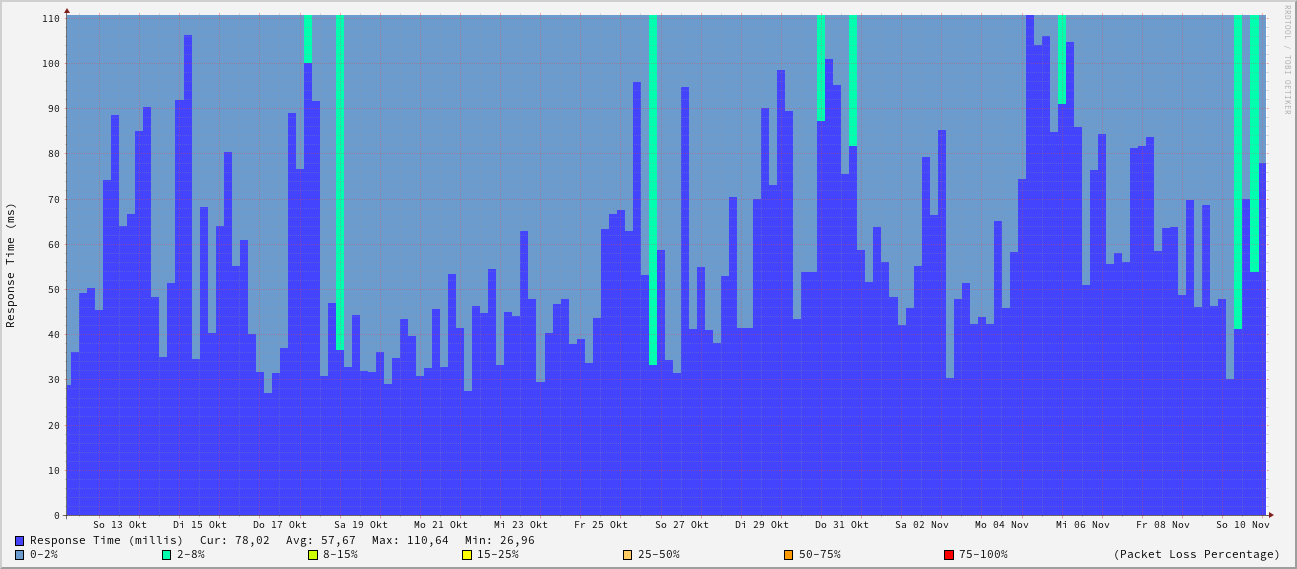 RRDTOOL / TOBI OETIKER
Response Time (ms)
110
100
90
80
70
60
50
40
30
20
10
0
So 13 Okt Di 15 Okt Do 17 Okt Sa 19 Okt Mo 21 Okt Mi 23 Okt Fr 25 Okt So 27 Okt Di 29 Okt Do 31 Okt Sa 02 Nov Mo 04 Nov Mi 06 Nov Fr 08 Nov So 10 Nov
Response Time (millis) Cur: 78,02 Avg: 57,67 Max: 110,64 Min: 26,96
0-2% 2-8% 8-15% 15-25% 25-50% 50-75% 75-100% (Packet Loss Percentage)